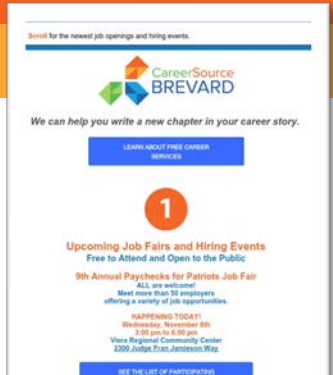 Scroll for the newest job openings and hiring events.
CareerSource
BREVARD
We can help you write a new chapter in your career story.
LEARN ABOUT FREE CAREER
SERVICES
1
Upcoming Job Fairs and Hiring Events
Free to Attend and Open to the Public
9th Annual Paychecks for Patriots Job Fair
ALL are welcome!
Meet more than 50 employers
offering a variety of job opportunities.
HAPPENING TODAY!
Wednesday, November 8th
3:00 pm to 6:00 pm
Viera Regional Community Center
2300 Judge Fran Jamieson Way
SEE THE LIST OF PARTICIPATING